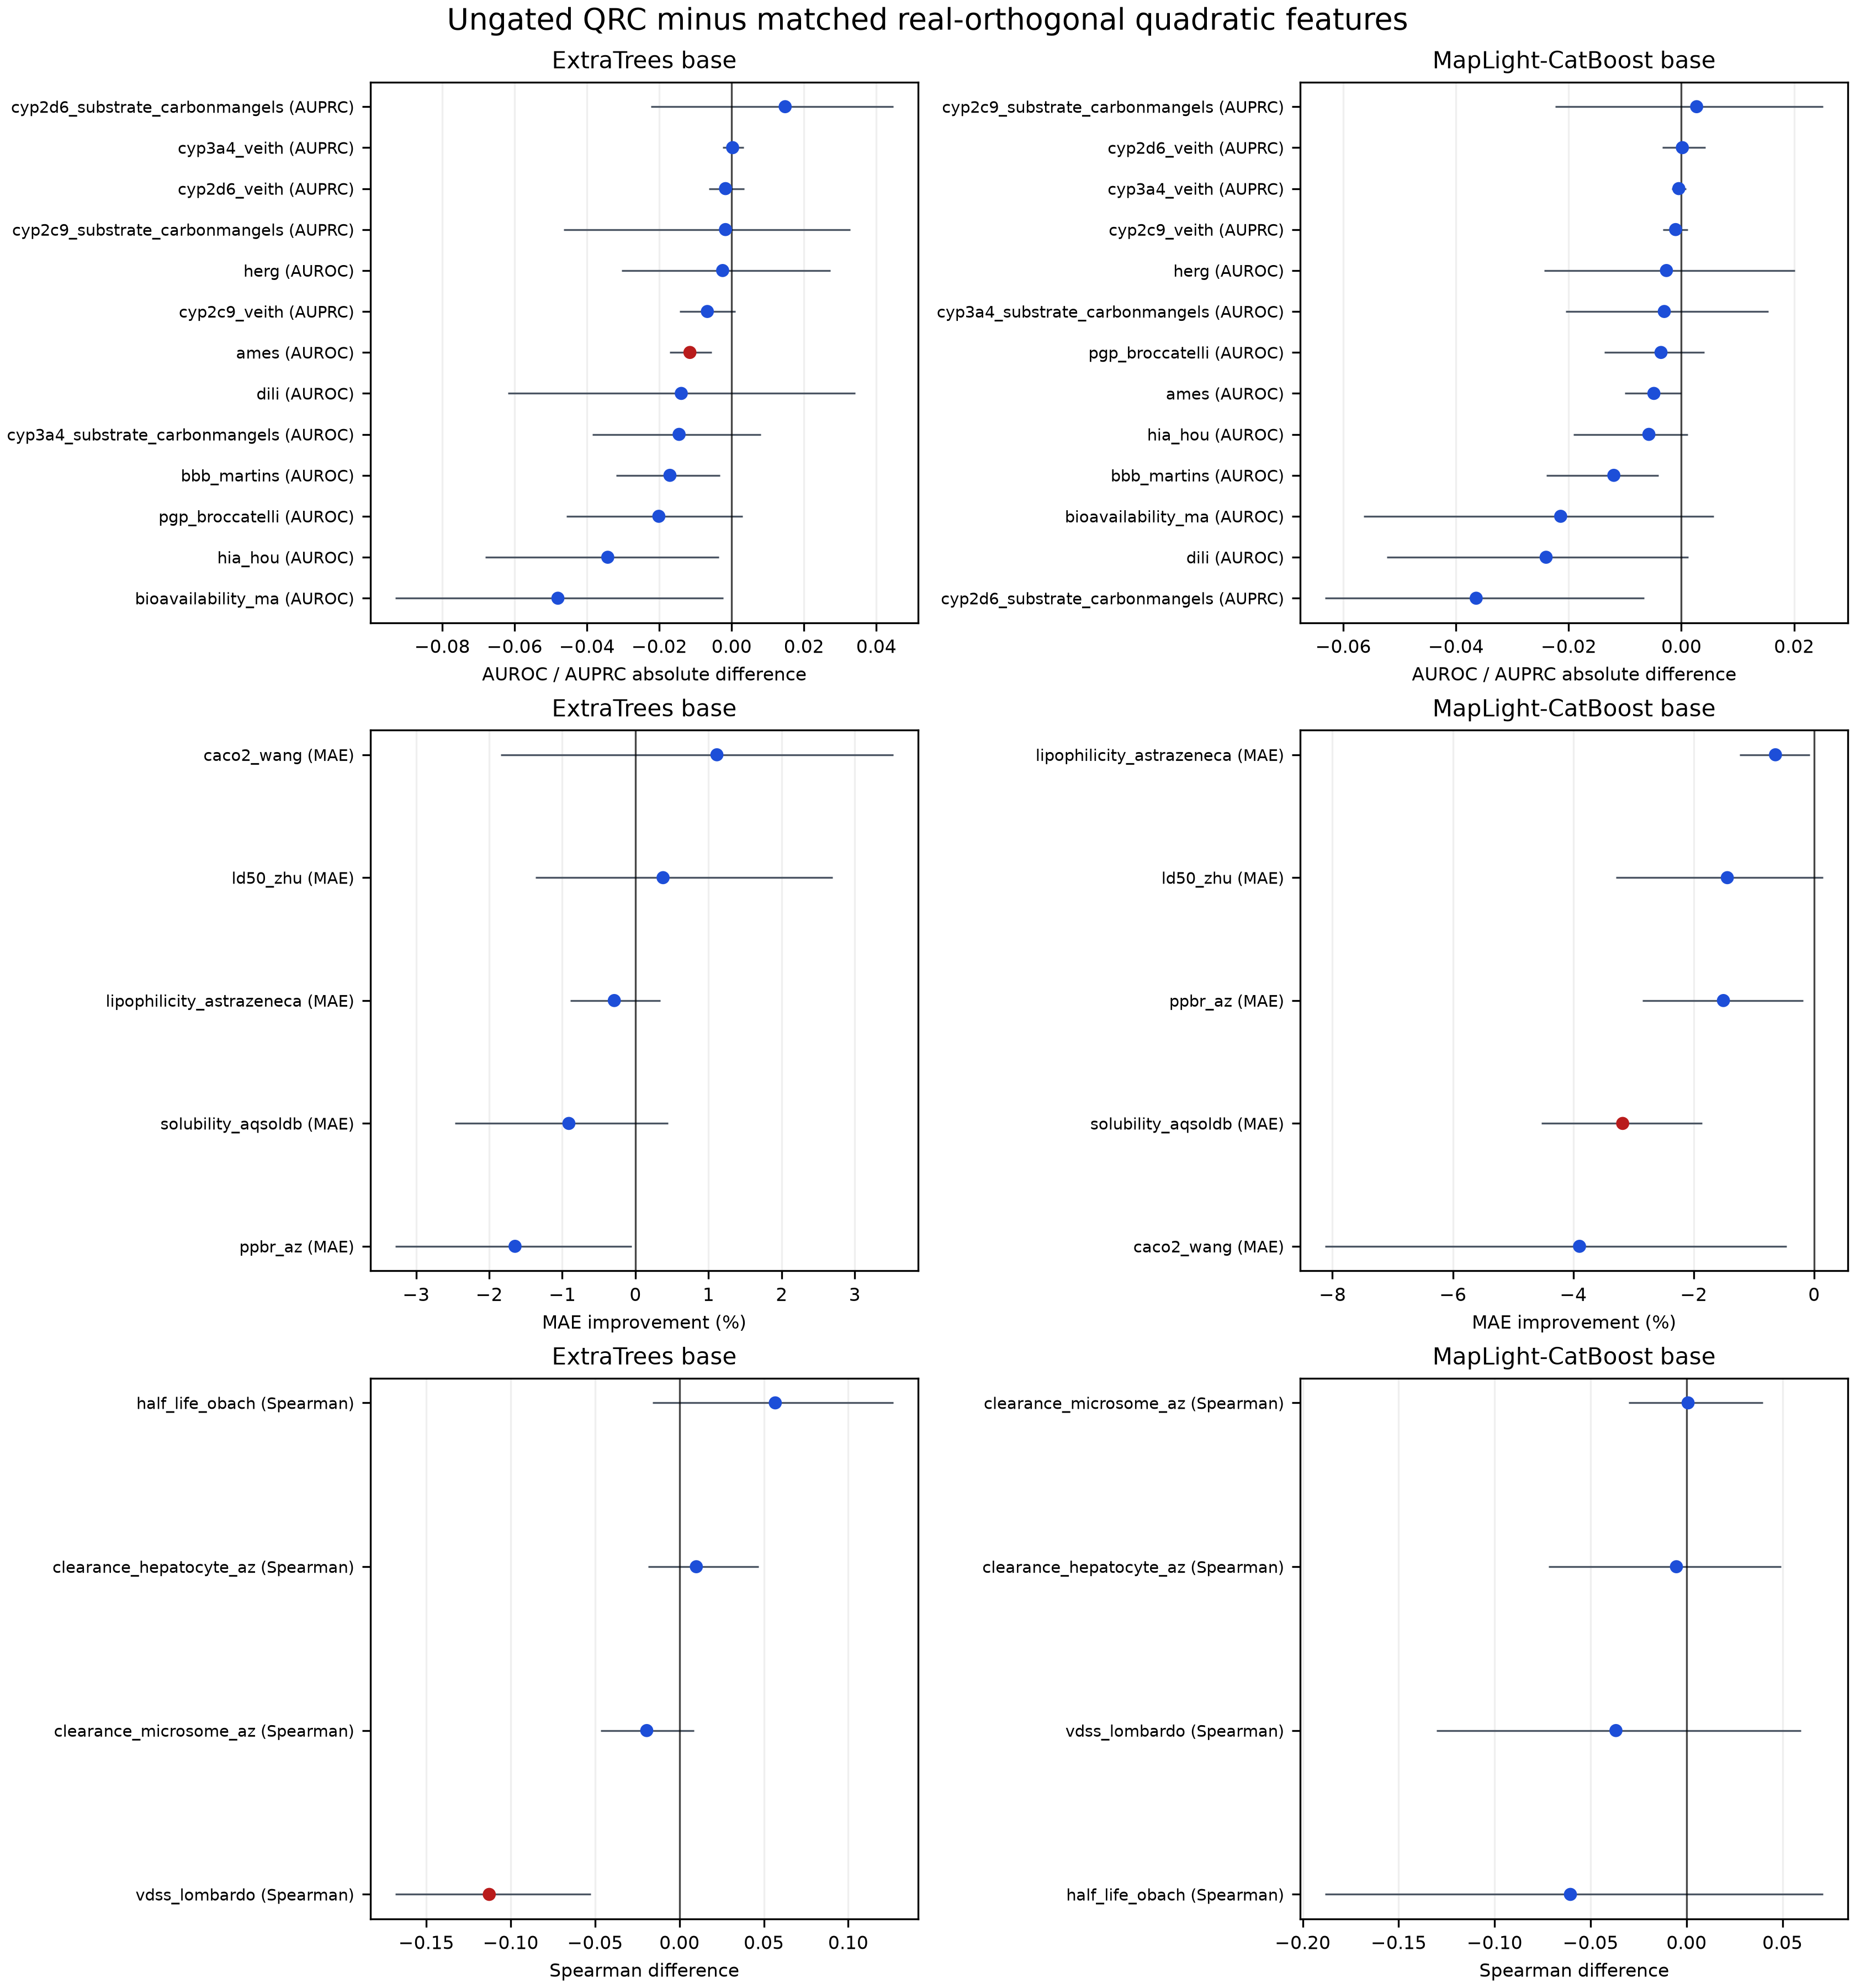 Ungated QRC minus matched real-orthogonal quadratic features
ExtraTrees base
cyp2d6_substrate_carbonmangels (AUPRC)
cyp3a4_veith (AUPRC)
cyp2d6_veith (AUPRC)
cyp2c9_substrate_carbonmangels (AUPRC)
herg (AUROC)
cyp2c9_veith (AUPRC)
ames (AUROC)
dili (AUROC)
cyp3a4_substrate_carbonmangels (AUROC)
bbb_martins (AUROC)
pgp_broccatelli (AUROC)
hia_hou (AUROC)
bioavailability_ma (AUROC)
−0.08 −0.06 −0.04 −0.02 0.00 0.02 0.04
AUROC / AUPRC absolute difference
MapLight-CatBoost base
cyp2c9_substrate_carbonmangels (AUPRC)
cyp2d6_veith (AUPRC)
cyp3a4_veith (AUPRC)
cyp2c9_veith (AUPRC)
herg (AUROC)
cyp3a4_substrate_carbonmangels (AUROC)
pgp_broccatelli (AUROC)
ames (AUROC)
hia_hou (AUROC)
bbb_martins (AUROC)
bioavailability_ma (AUROC)
dili (AUROC)
cyp2d6_substrate_carbonmangels (AUPRC)
−0.06 −0.04 −0.02 0.00 0.02
AUROC / AUPRC absolute difference
ExtraTrees base
caco2_wang (MAE)
ld50_zhu (MAE)
lipophilicity_astrazeneca (MAE)
solubility_aqsoldb (MAE)
ppbr_az (MAE)
−3 −2 −1 0 1 2 3
MAE improvement (%)
MapLight-CatBoost base
lipophilicity_astrazeneca (MAE)
ld50_zhu (MAE)
ppbr_az (MAE)
solubility_aqsoldb (MAE)
caco2_wang (MAE)
−8 −6 −4 −2 0
MAE improvement (%)
ExtraTrees base
half_life_obach (Spearman)
clearance_hepatocyte_az (Spearman)
clearance_microsome_az (Spearman)
vdss_lombardo (Spearman)
−0.15 −0.10 −0.05 0.00 0.05 0.10
Spearman difference
MapLight-CatBoost base
clearance_microsome_az (Spearman)
clearance_hepatocyte_az (Spearman)
vdss_lombardo (Spearman)
half_life_obach (Spearman)
−0.20 −0.15 −0.10 −0.05 0.00 0.05
Spearman difference